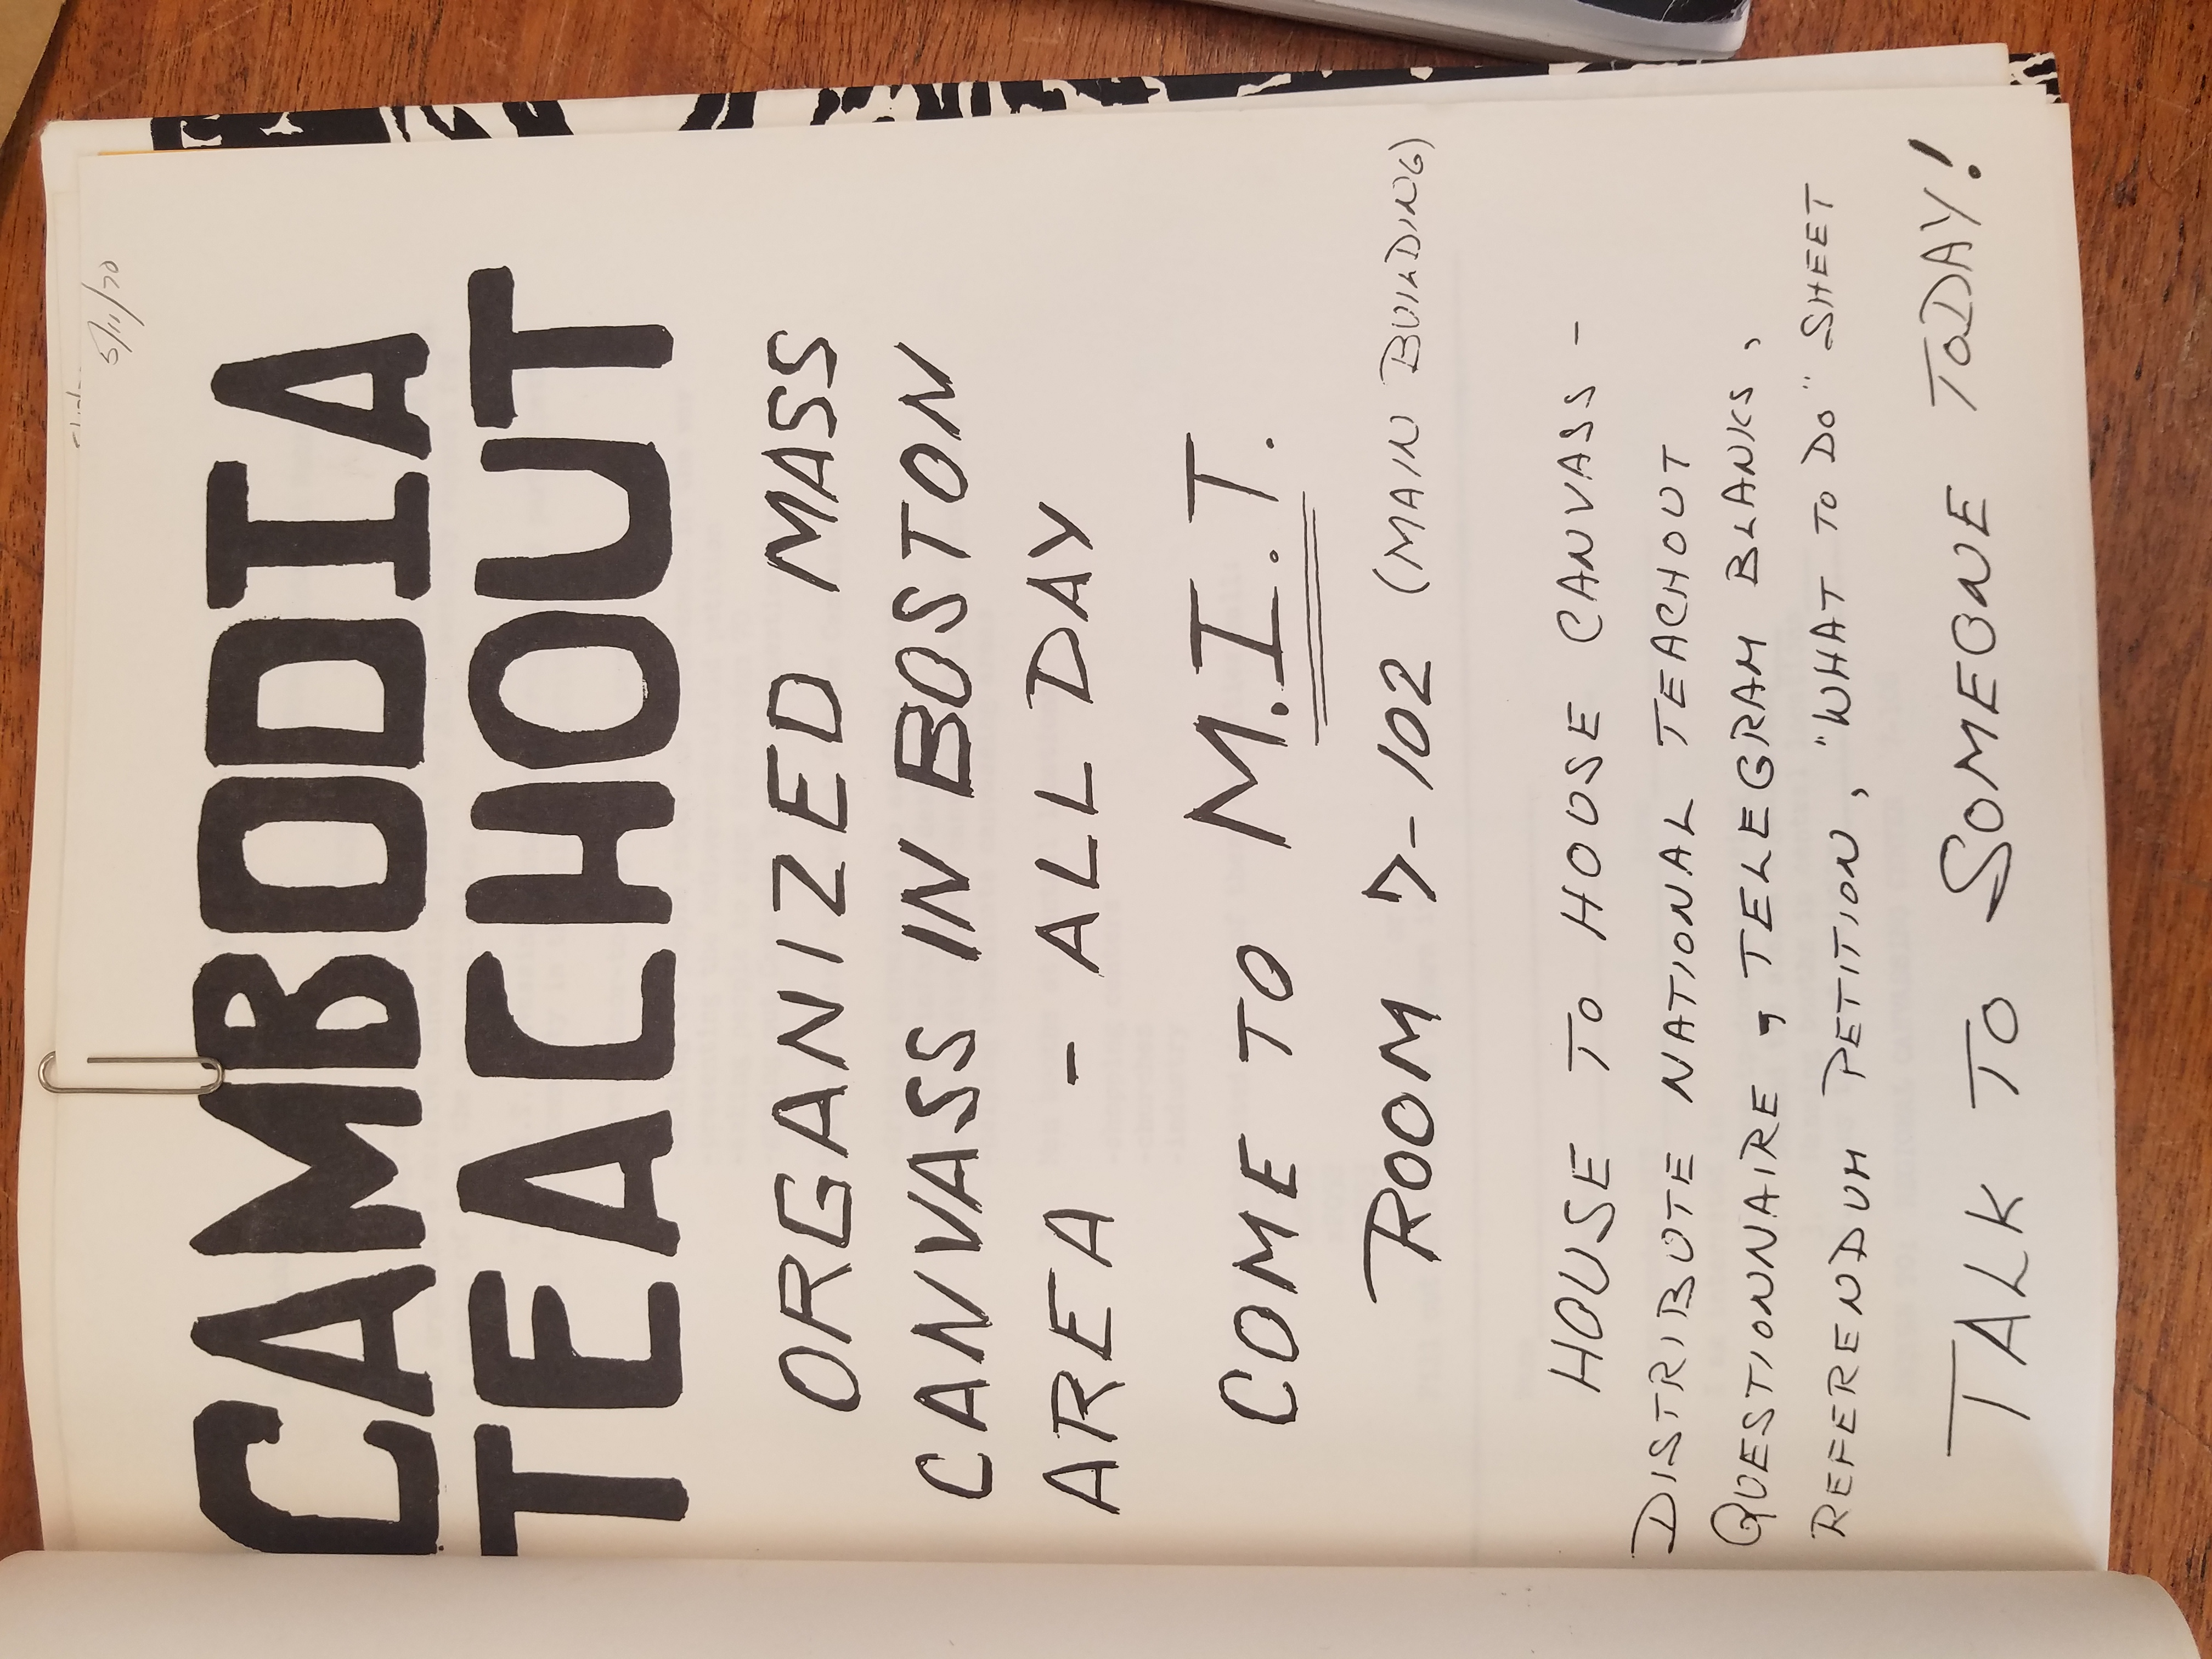 5/11/70
CAMBODIA
TEACHOUT
ORGANIZED MASS
CANVASS IN BOSTON
AREA - ALL DAY
COME TO M.I.T.
ROOM 7-102 (MAIN BUILDING)
HOUSE TO HOUSE CANVASS -
DISTRIBUTE NATIONAL TEACHOUT
QUESTIONNAIRE, TELEGRAM BLANKS,
REFERENDUM PETITION, "WHAT TO DO" SHEET
TALK TO SOMEONE TODAY!